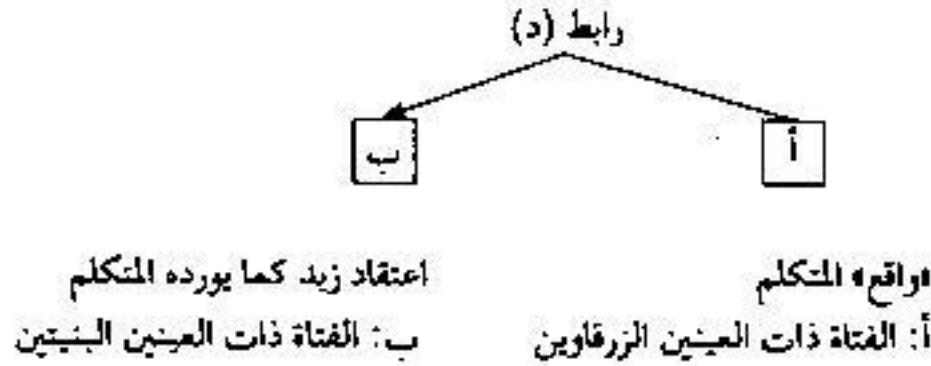 رابط (د)
أ
ب
«واقع» المتكلم
أ: الفتاة ذات العينين الزرقاوين
اعتقاد زيد كما يورده المتكلم
ب: الفتاة ذات العينين البنيتين